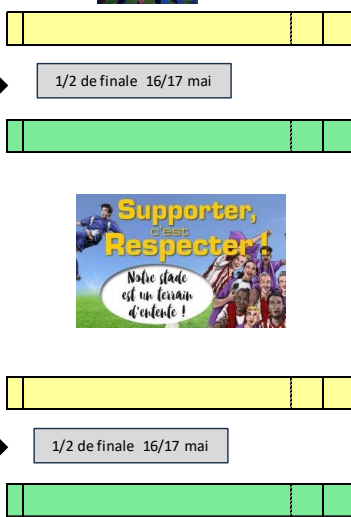 1/2 de finale 16/17 mai
Supporter,
c'est
Respecter !
Notre stade
est un terrain
d'entente !
1/2 de finale 16/17 mai